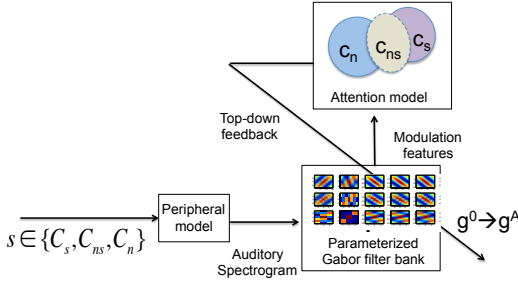 C_n C_ns C_s
Attention model
Top-down
feedback
Modulation
features
Peripheral
model
s ∈ {C_s, C_ns, C_n}
Auditory
Spectrogram
Parameterized
Gabor filter bank
g^0→g^A